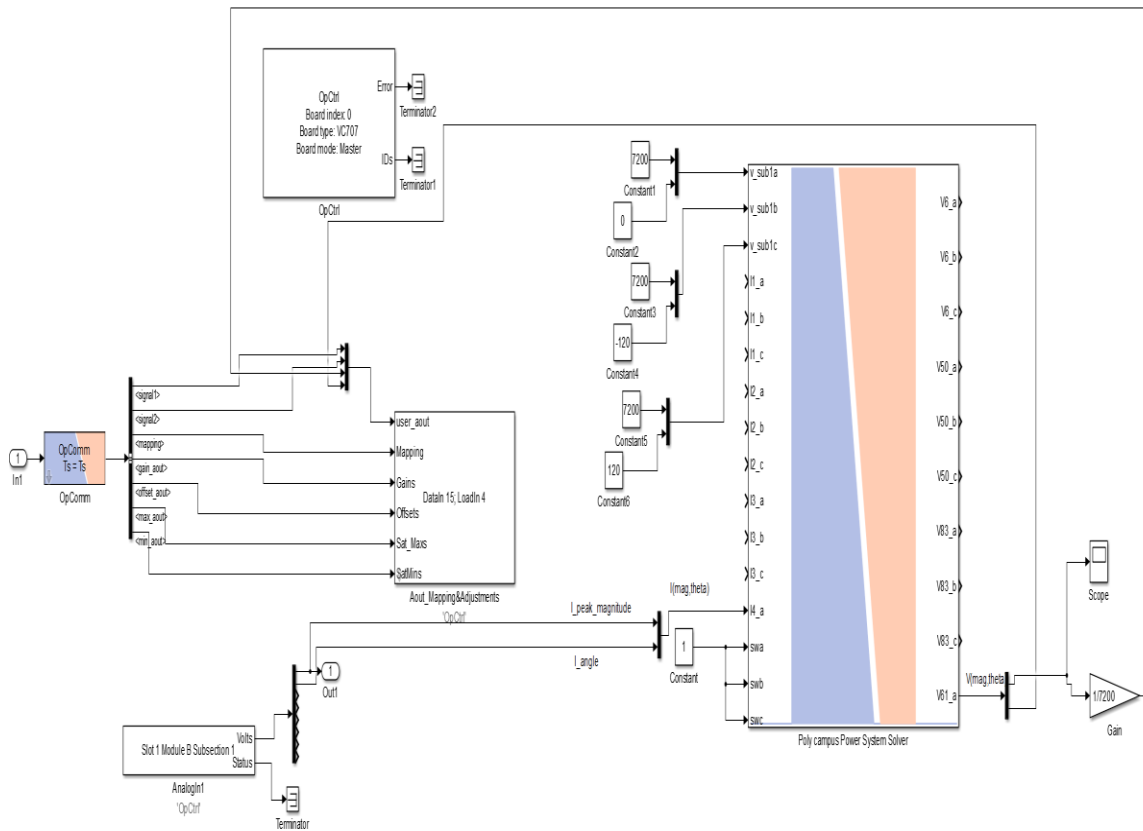 OpCtrl
Board index: 0
Board type: VC707
Board mode: Master
Error
IDs
OpCtrl
Terminator2
Terminator1
7200
Constant1
0
Constant2
7200
Constant3
-120
Constant4
7200
Constant5
120
Constant6
v_sub1a
v_sub1b
v_sub1c
I1_a
I1_b
I1_c
I2_a
I2_b
I2_c
I3_a
I3_b
I3_c
I4_a
swa
swb
swc
V6_a
V6_b
V6_c
V50_a
V50_b
V50_c
V83_a
V83_b
V83_c
V61_a
Poly campus Power System Solver
1
In1
OpComm
Ts = Ts
OpComm
<signal1>
<signal2>
<mapping>
<gain_aout>
<offset_aout>
<max_aout>
<min_aout>
user_aout
Mapping
Gains
Offsets
Sat_Maxs
SatMins
DataIn 15; LoadIn 4
Aout_Mapping&Adjustments
'OpCtrl'
I_peak_magnitude
I_angle
I(mag,theta)
1
Constant
1
Out1
Slot 1 Module B Subsection 1
Volts
Status
AnalogIn1
'OpCtrl'
Terminator
V(mag,theta
Scope
1/7200
Gain